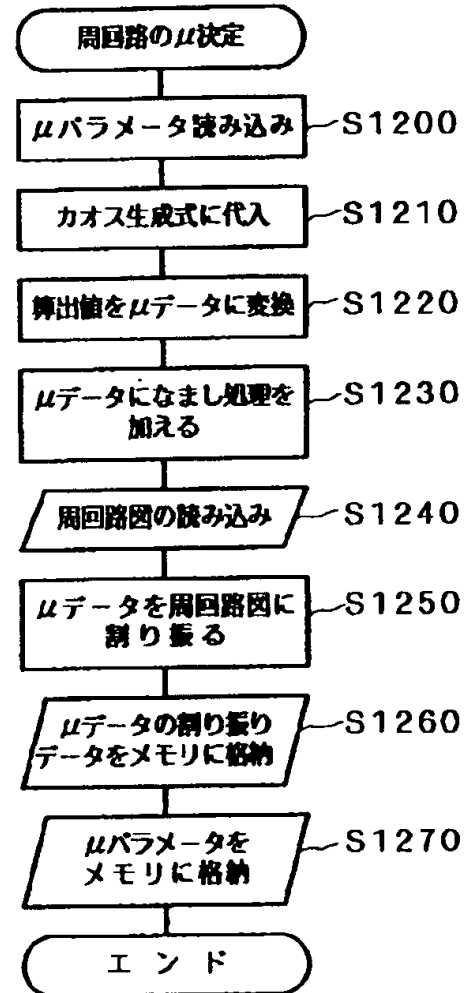 周回路のμ決定
μパラメータ読み込み
S1200
カオス生成式に代入
S1210
算出値をμデータに変換
S1220
μデータになまし処理を
加える
S1230
周回路図の読み込み
S1240
μデータを周回路図に
割り振る
S1250
μデータの割り振り
データをメモリに格納
S1260
μパラメータを
メモリに格納
S1270
エンド